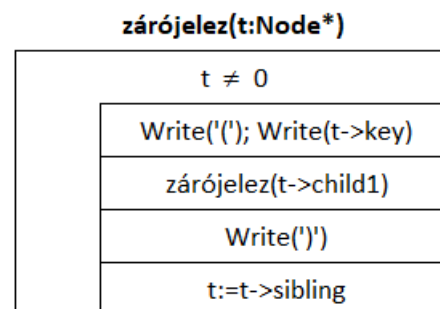 zárójelez(t:Node*)
t ≠ 0
Write('('); Write(t->key)
zárójelez(t->child1)
Write(')')
t:=t->sibling